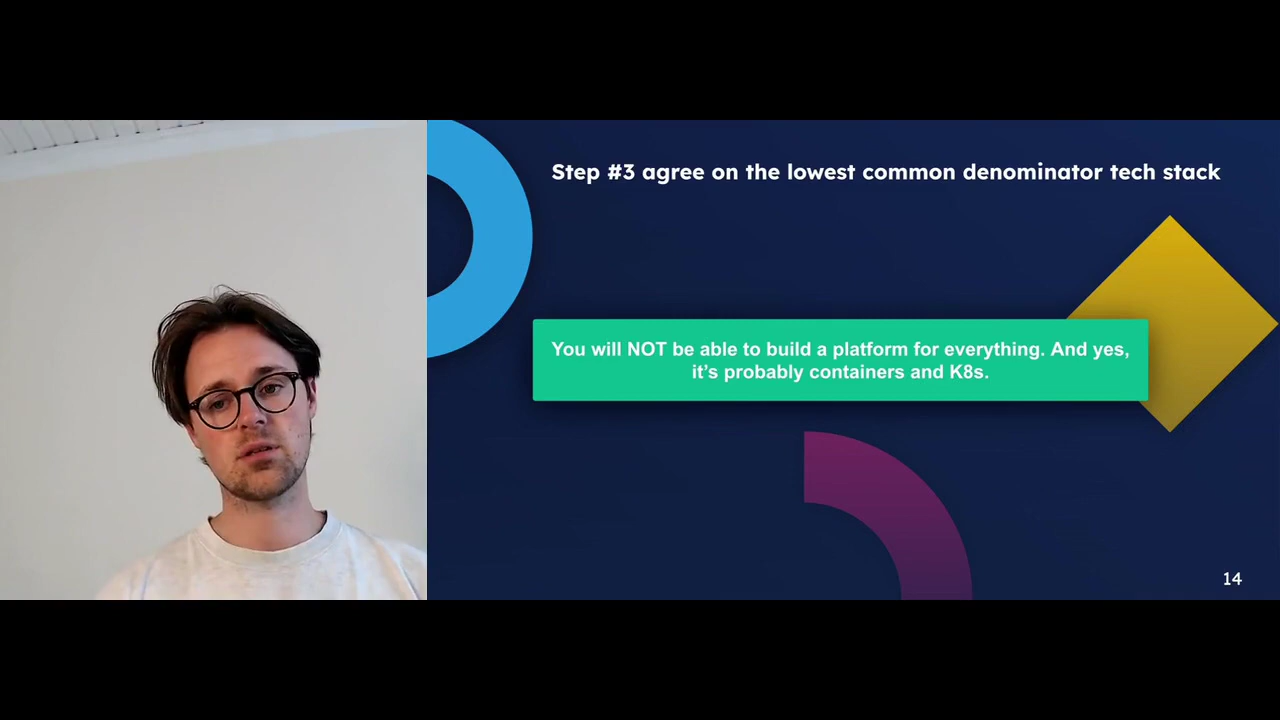 Step #3 agree on the lowest common denominator tech stack
You will NOT be able to build a platform for everything. And yes,
it's probably containers and K8s.
14